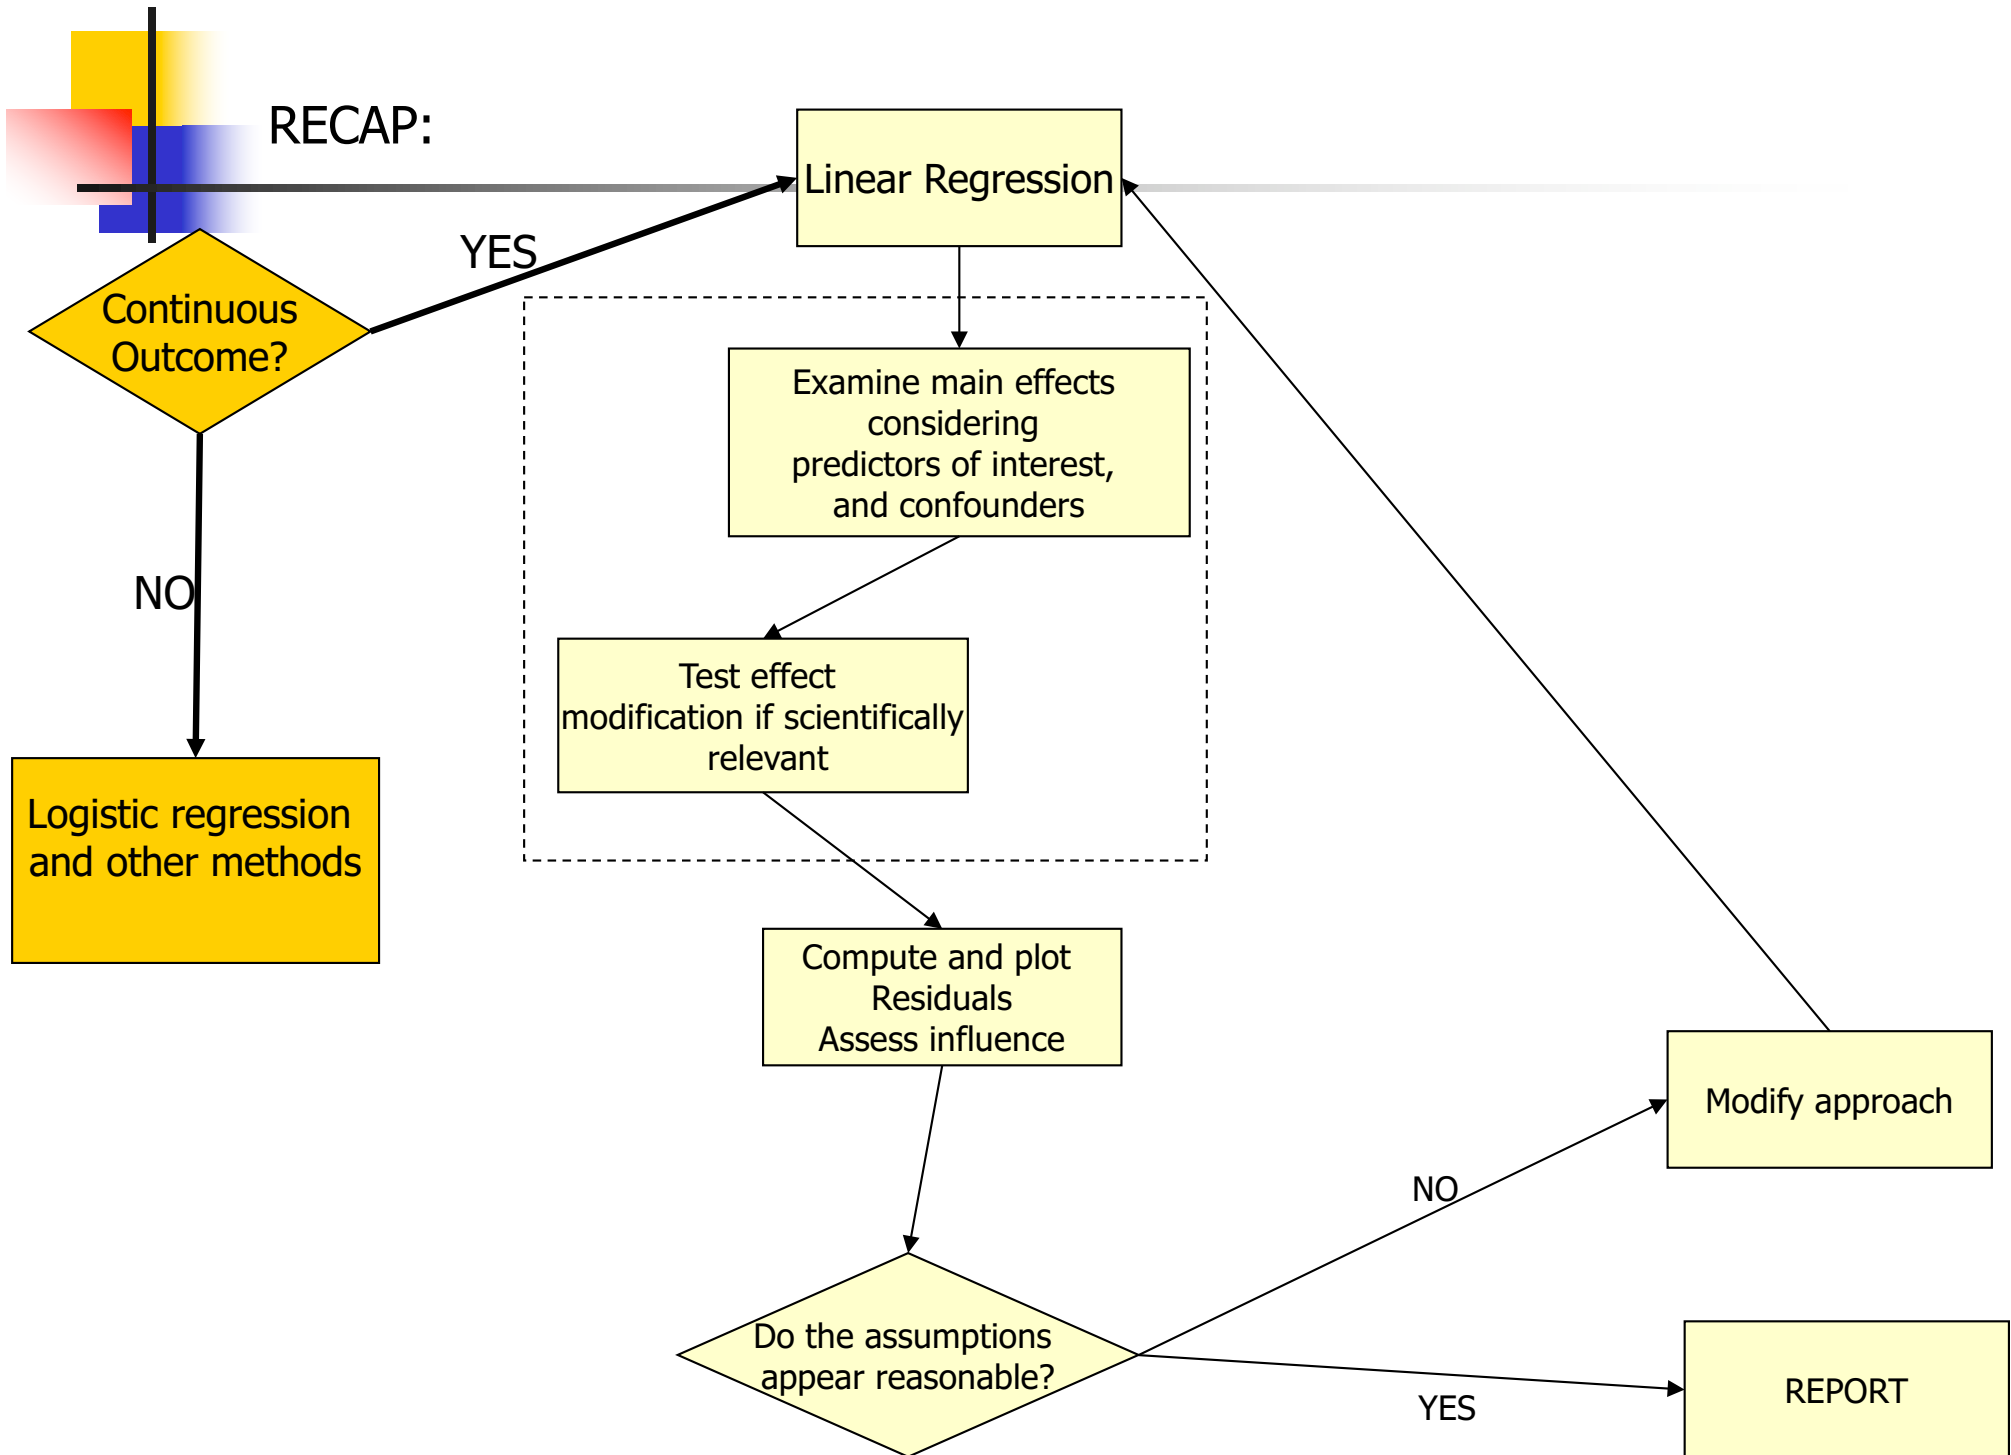 RECAP:
Linear Regression
YES
Continuous
Outcome?
Examine main effects
considering
predictors of interest,
and confounders
NO
Test effect
modification if scientifically
relevant
Logistic regression
and other methods
Compute and plot
Residuals
Assess influence
Modify approach
NO
Do the assumptions
appear reasonable?
YES
REPORT